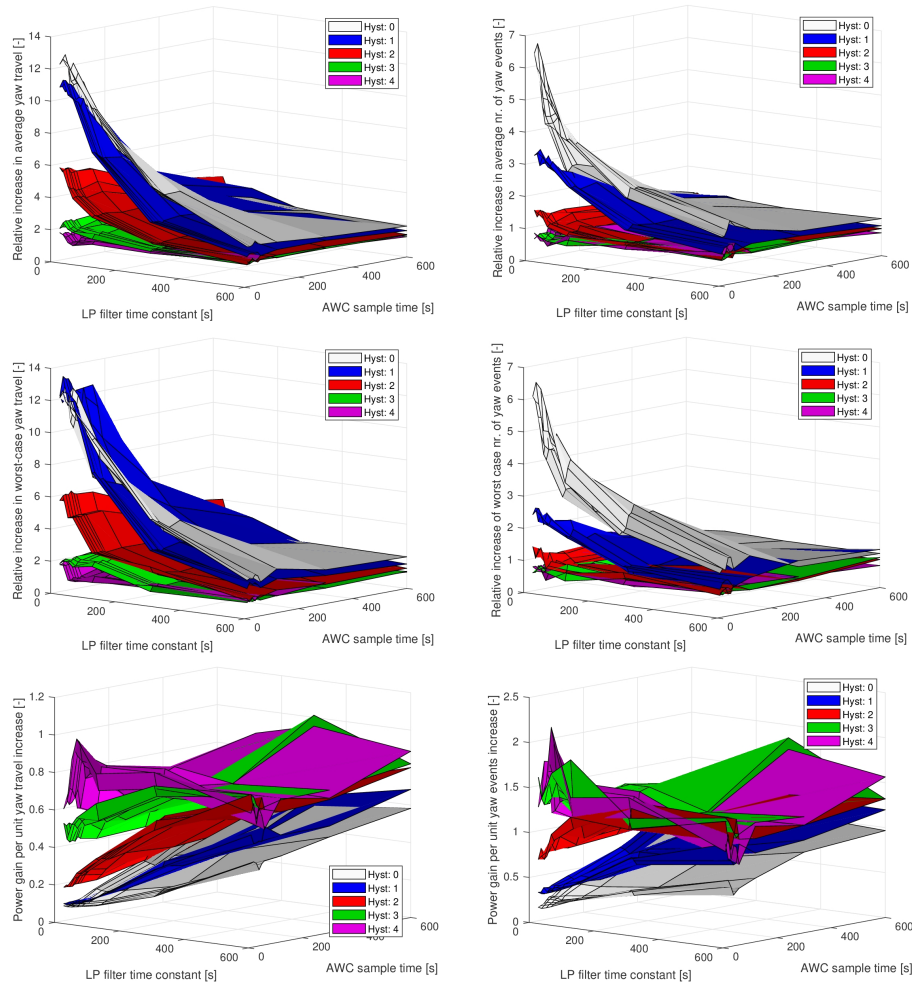 Relative increase in average yaw travel [-]
14
12
10
8
6
4
2
0
0
200
400
600
LP filter time constant [s]
0
200
400
600
AWC sample time [s]
Hyst: 0
Hyst: 1
Hyst: 2
Hyst: 3
Hyst: 4
Relative increase in average nr. of yaw events [-]
7
6
5
4
3
2
1
0
0
200
400
600
LP filter time constant [s]
0
200
400
600
AWC sample time [s]
Hyst: 0
Hyst: 1
Hyst: 2
Hyst: 3
Hyst: 4
Relative increase in worst-case yaw travel [-]
14
12
10
8
6
4
2
0
0
200
400
600
LP filter time constant [s]
0
200
400
600
AWC sample time [s]
Hyst: 0
Hyst: 1
Hyst: 2
Hyst: 3
Hyst: 4
Relative increase of worst case nr. of yaw events [-]
7
6
5
4
3
2
1
0
0
200
400
600
LP filter time constant [s]
0
200
400
600
AWC sample time [s]
Hyst: 0
Hyst: 1
Hyst: 2
Hyst: 3
Hyst: 4
Power gain per unit yaw travel increase [-]
1.2
1
0.8
0.6
0.4
0.2
0
0
200
400
600
LP filter time constant [s]
0
200
400
600
AWC sample time [s]
Hyst: 0
Hyst: 1
Hyst: 2
Hyst: 3
Hyst: 4
Power gain per unit yaw events increase [-]
2.5
2
1.5
1
0.5
0
0
200
400
600
LP filter time constant [s]
0
200
400
600
AWC sample time [s]
Hyst: 0
Hyst: 1
Hyst: 2
Hyst: 3
Hyst: 4